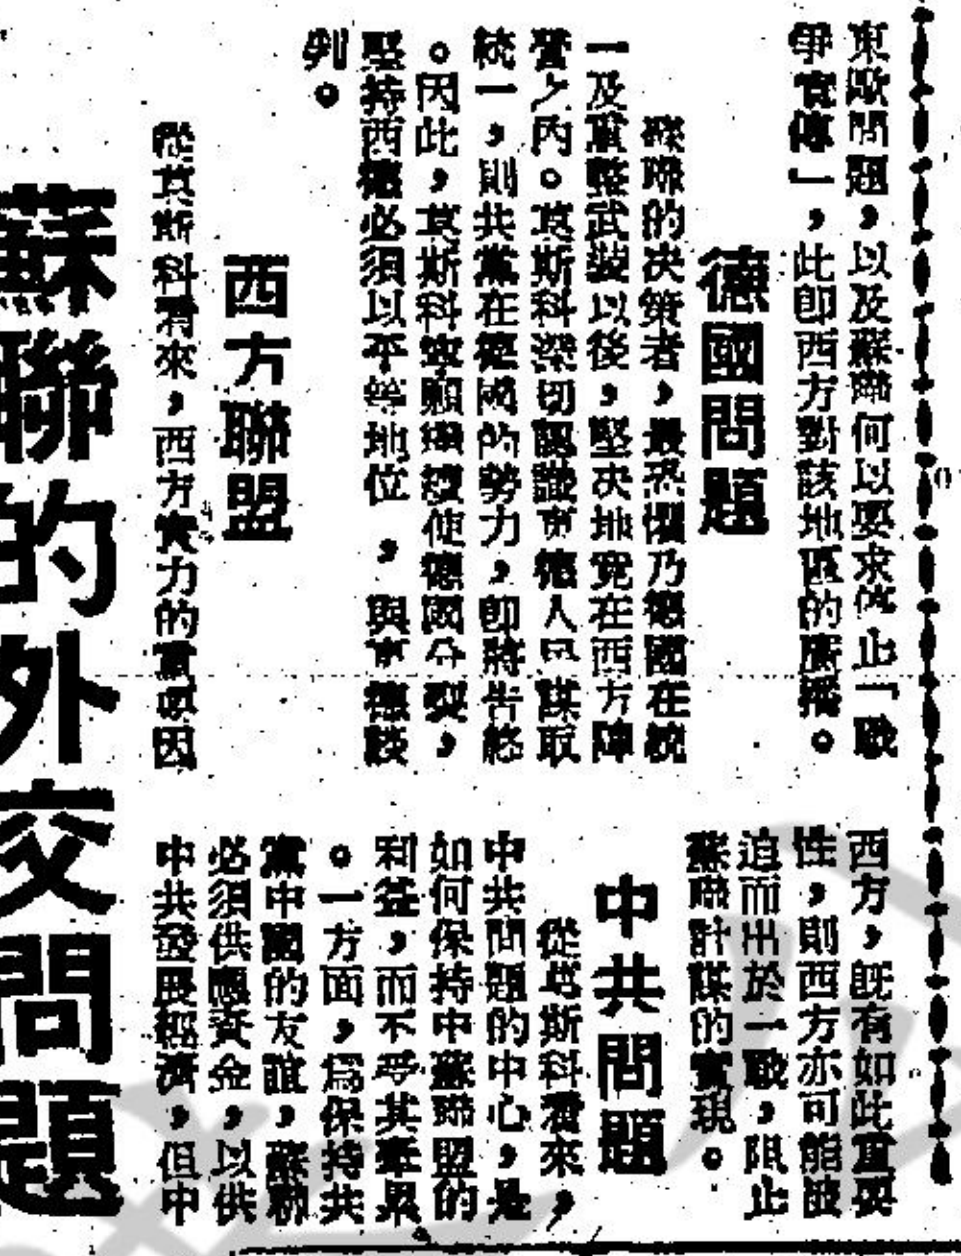 東歐問題，以及蘇聯何以要求停止「戰
爭宣傳」，此卽西方對該地區的廣播。
德國問題
蘇聯的决策者，最恐懼乃德國在統
一及重整武裝以後，堅决地站在西方陣
營之內。莫斯科深切認識東德人民謀取
統一，則共黨在德國的勢力，卽將告終
。因此，莫斯科寧願繼續使德國分裂，
堅持西德必須以平等地位，與東德談
判。
西方聯盟
從莫斯科看來，西方實力的重要因
西方，旣有如此重要
性，則西方亦可能被
迫而出於一戰，阻止
蘇聯計謀的實現。
中共問題
從莫斯科看來，
中共問題的中心，是
如何保持中蘇聯盟的
利益，而不受其牽累
。一方面，爲保持共
黨中國的友誼，蘇聯
必須供應資金，以供
中共發展經濟，但中
蘇聯的外交問題